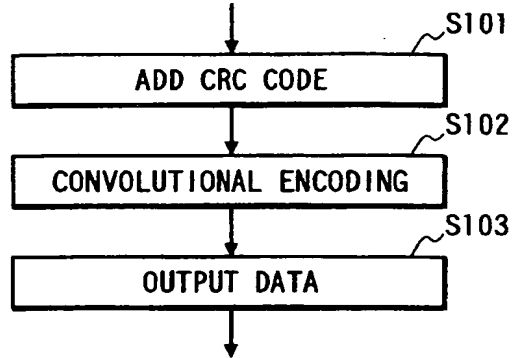 S101
ADD CRC CODE
S102
CONVOLUTIONAL ENCODING
S103
OUTPUT DATA